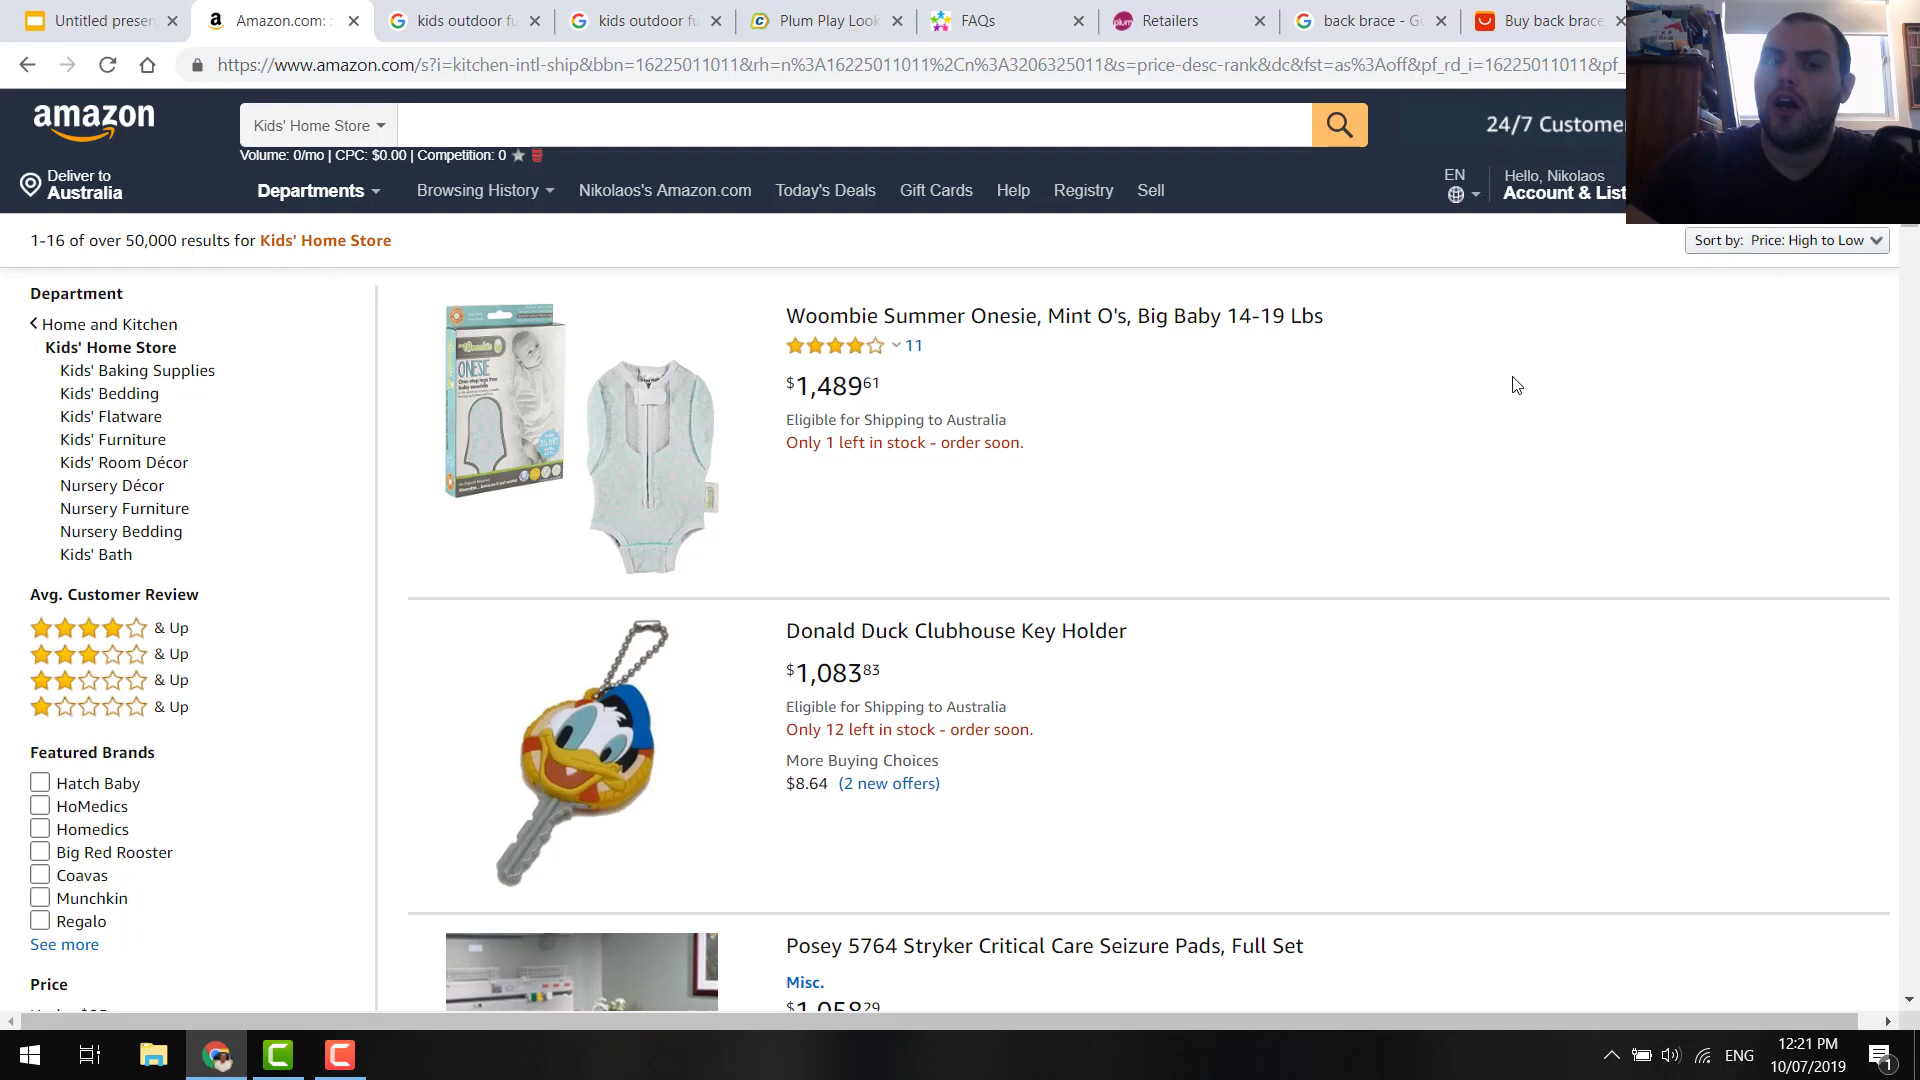 Untitled presen
Amazon.com:
kids outdoor fu
kids outdoor fu
Plum Play Look
FAQs
Retailers
back brace - Go
Buy back brace
https://www.amazon.com/s?i=kitchen-intl-ship&bbn=16225011011&rh=n%3A16225011011%2Cn%3A3206325011&s=price-desc-rank&dc&fst=as%3Aoff&pf_rd_i=16225011011&pf_
amazon
Kids' Home Store
24/7 Customer
Volume: 0/mo | CPC: $0.00 | Competition: 0
Deliver to
Australia
Departments
Browsing History
Nikolaos's Amazon.com
Today's Deals
Gift Cards
Help
Registry
Sell
EN
Hello, Nikolaos
Account & List
1-16 of over 50,000 results for Kids' Home Store
Sort by: Price: High to Low
Department
Home and Kitchen
Kids' Home Store
Kids' Baking Supplies
Kids' Bedding
Kids' Flatware
Kids' Furniture
Kids' Room Décor
Nursery Décor
Nursery Furniture
Nursery Bedding
Kids' Bath
Avg. Customer Review
& Up
& Up
& Up
& Up
Featured Brands
Hatch Baby
HoMedics
Homedics
Big Red Rooster
Coavas
Munchkin
Regalo
See more
Price
Woombie
ONESIE
Woombie Summer Onesie, Mint O's, Big Baby 14-19 Lbs
11
$1,489.61
Eligible for Shipping to Australia
Only 1 left in stock - order soon.
Donald Duck Clubhouse Key Holder
$1,083.83
Eligible for Shipping to Australia
Only 12 left in stock - order soon.
More Buying Choices
$8.64 (2 new offers)
Posey 5764 Stryker Critical Care Seizure Pads, Full Set
Misc.
$1,058.29
ENG
12:21 PM
10/07/2019
1